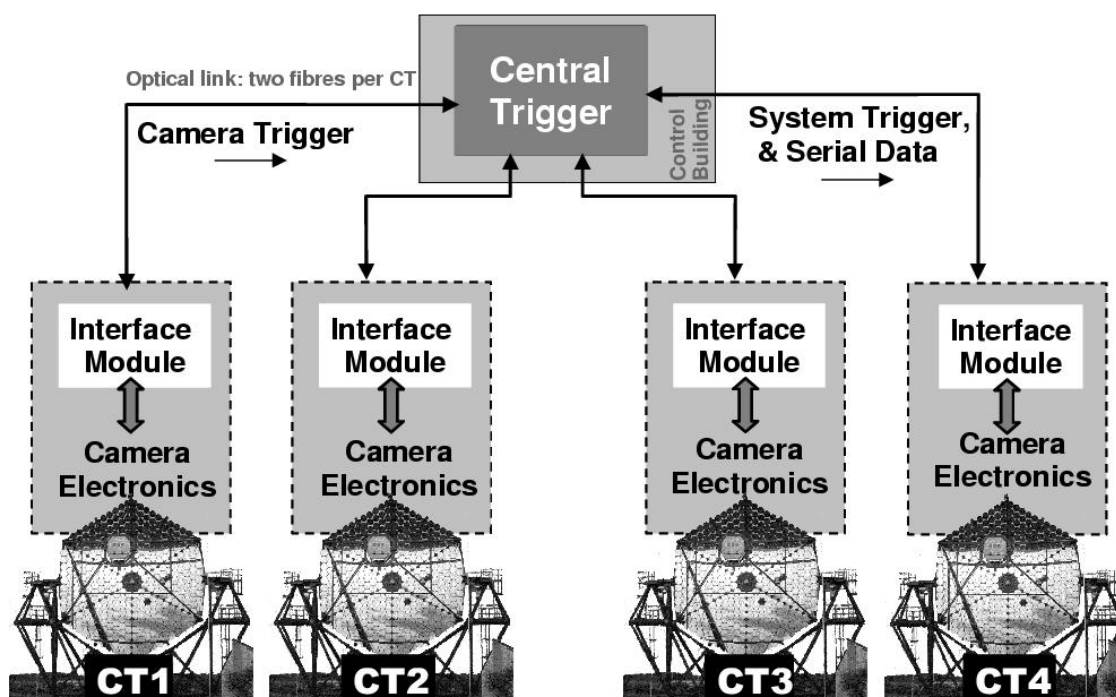 Optical link: two fibres per CT
Central
Trigger
Control
Building
Camera Trigger
System Trigger,
& Serial Data
Interface
Module
Camera
Electronics
Interface
Module
Camera
Electronics
Interface
Module
Camera
Electronics
Interface
Module
Camera
Electronics
CT1
CT2
CT3
CT4